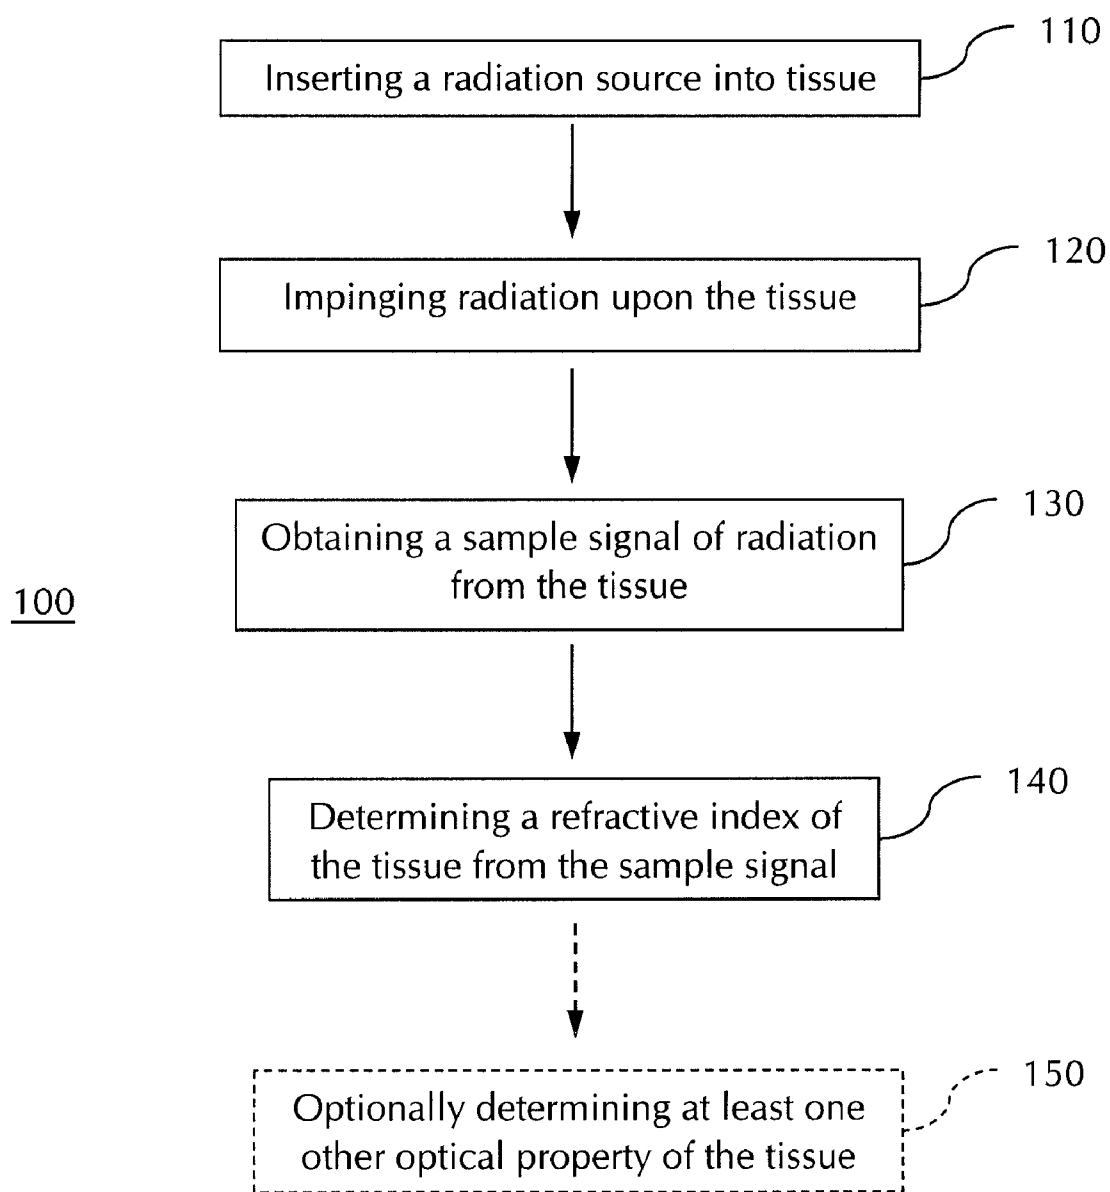 110
Inserting a radiation source into tissue
120
Impinging radiation upon the tissue
130
Obtaining a sample signal of radiation
from the tissue
100
140
Determining a refractive index of
the tissue from the sample signal
150
Optionally determining at least one
other optical property of the tissue